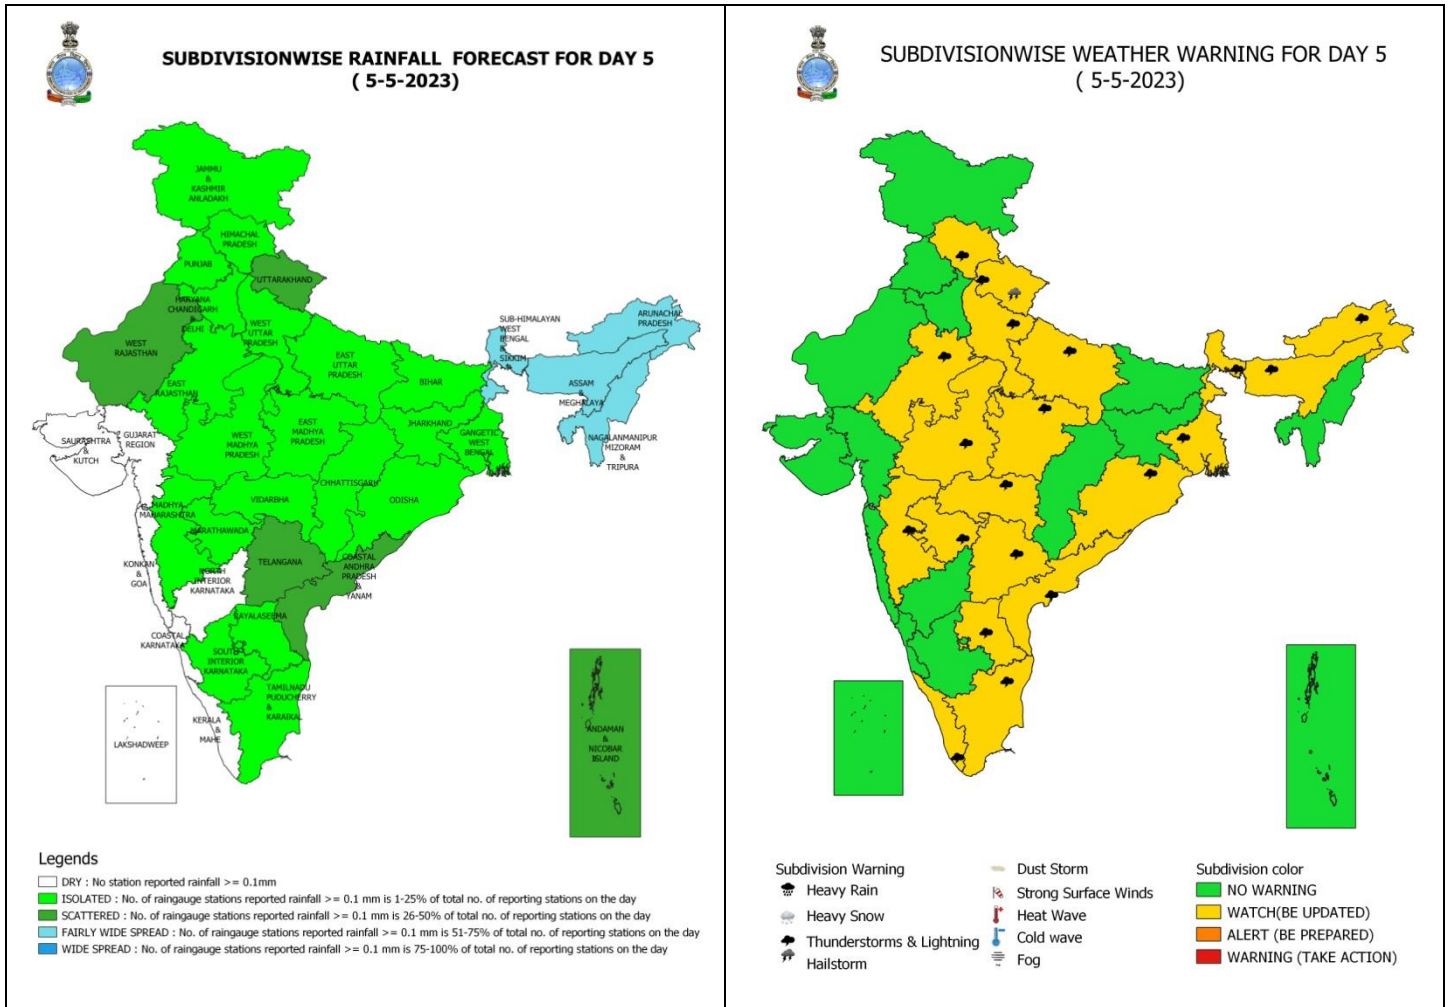 SUBDIVISIONWISE RAINFALL FORECAST FOR DAY 5
( 5-5-2023)
JAMMU
&
KASHMIR
ANLADAKH
HIMACHAL
PRADESH
PUNJAB
UTTARAKHAND
HARYANA
CHANDIGARH
&
DELHI
WEST
RAJASTHAN
WEST
UTTAR
PRADESH
SUB-HIMALAYAN
WEST
BENGAL
&
SIKKIM
ARUNACHAL
PRADESH
EAST
UTTAR
PRADESH
EAST
RAJASTHAN
BIHAR
ASSAM
&
MEGHALAYA
SAURASHTRA
&
KUTCH
GUJARAT
REGION
WEST
MADHYA
PRADESH
EAST
MADHYA
PRADESH
JHARKHAND
GANGETIC
WEST
BENGAL
NAGALANMANIPUR
MIZORAM
&
TRIPURA
CHHATTISGARH
VIDARBHA
ODISHA
MADHYA
MAHARASHTRA
MARATHAWADA
KONKAN
&
GOA
NORTH
INTERIOR
KARNATAKA
TELANGANA
COASTAL
ANDHRA
PRADESH
&
YANAM
RAYALASEEMA
COASTAL
KARNATAKA
SOUTH
INTERIOR
KARNATAKA
TAMILNADU
PUDUCHERRY
&
KARAIKAL
KERALA
&
MAHE
LAKSHADWEEP
ANDAMAN
&
NICOBAR
ISLAND
Legends
DRY : No station reported rainfall >= 0.1mm
ISOLATED : No. of raingauge stations reported rainfall >= 0.1 mm is 1-25% of total no. of reporting stations on the day
SCATTERED : No. of raingauge stations reported rainfall >= 0.1 mm is 26-50% of total no. of reporting stations on the day
FAIRLY WIDE SPREAD : No. of raingauge stations reported rainfall >= 0.1 mm is 51-75% of total no. of reporting stations on the day
WIDE SPREAD : No. of raingauge stations reported rainfall >= 0.1 mm is 75-100% of total no. of reporting stations on the day
SUBDIVISIONWISE WEATHER WARNING FOR DAY 5
( 5-5-2023)
Subdivision Warning
Heavy Rain
Heavy Snow
Thunderstorms & Lightning
Hailstorm
Dust Storm
Strong Surface Winds
Heat Wave
Cold wave
Fog
Subdivision color
NO WARNING
WATCH(BE UPDATED)
ALERT (BE PREPARED)
WARNING (TAKE ACTION)